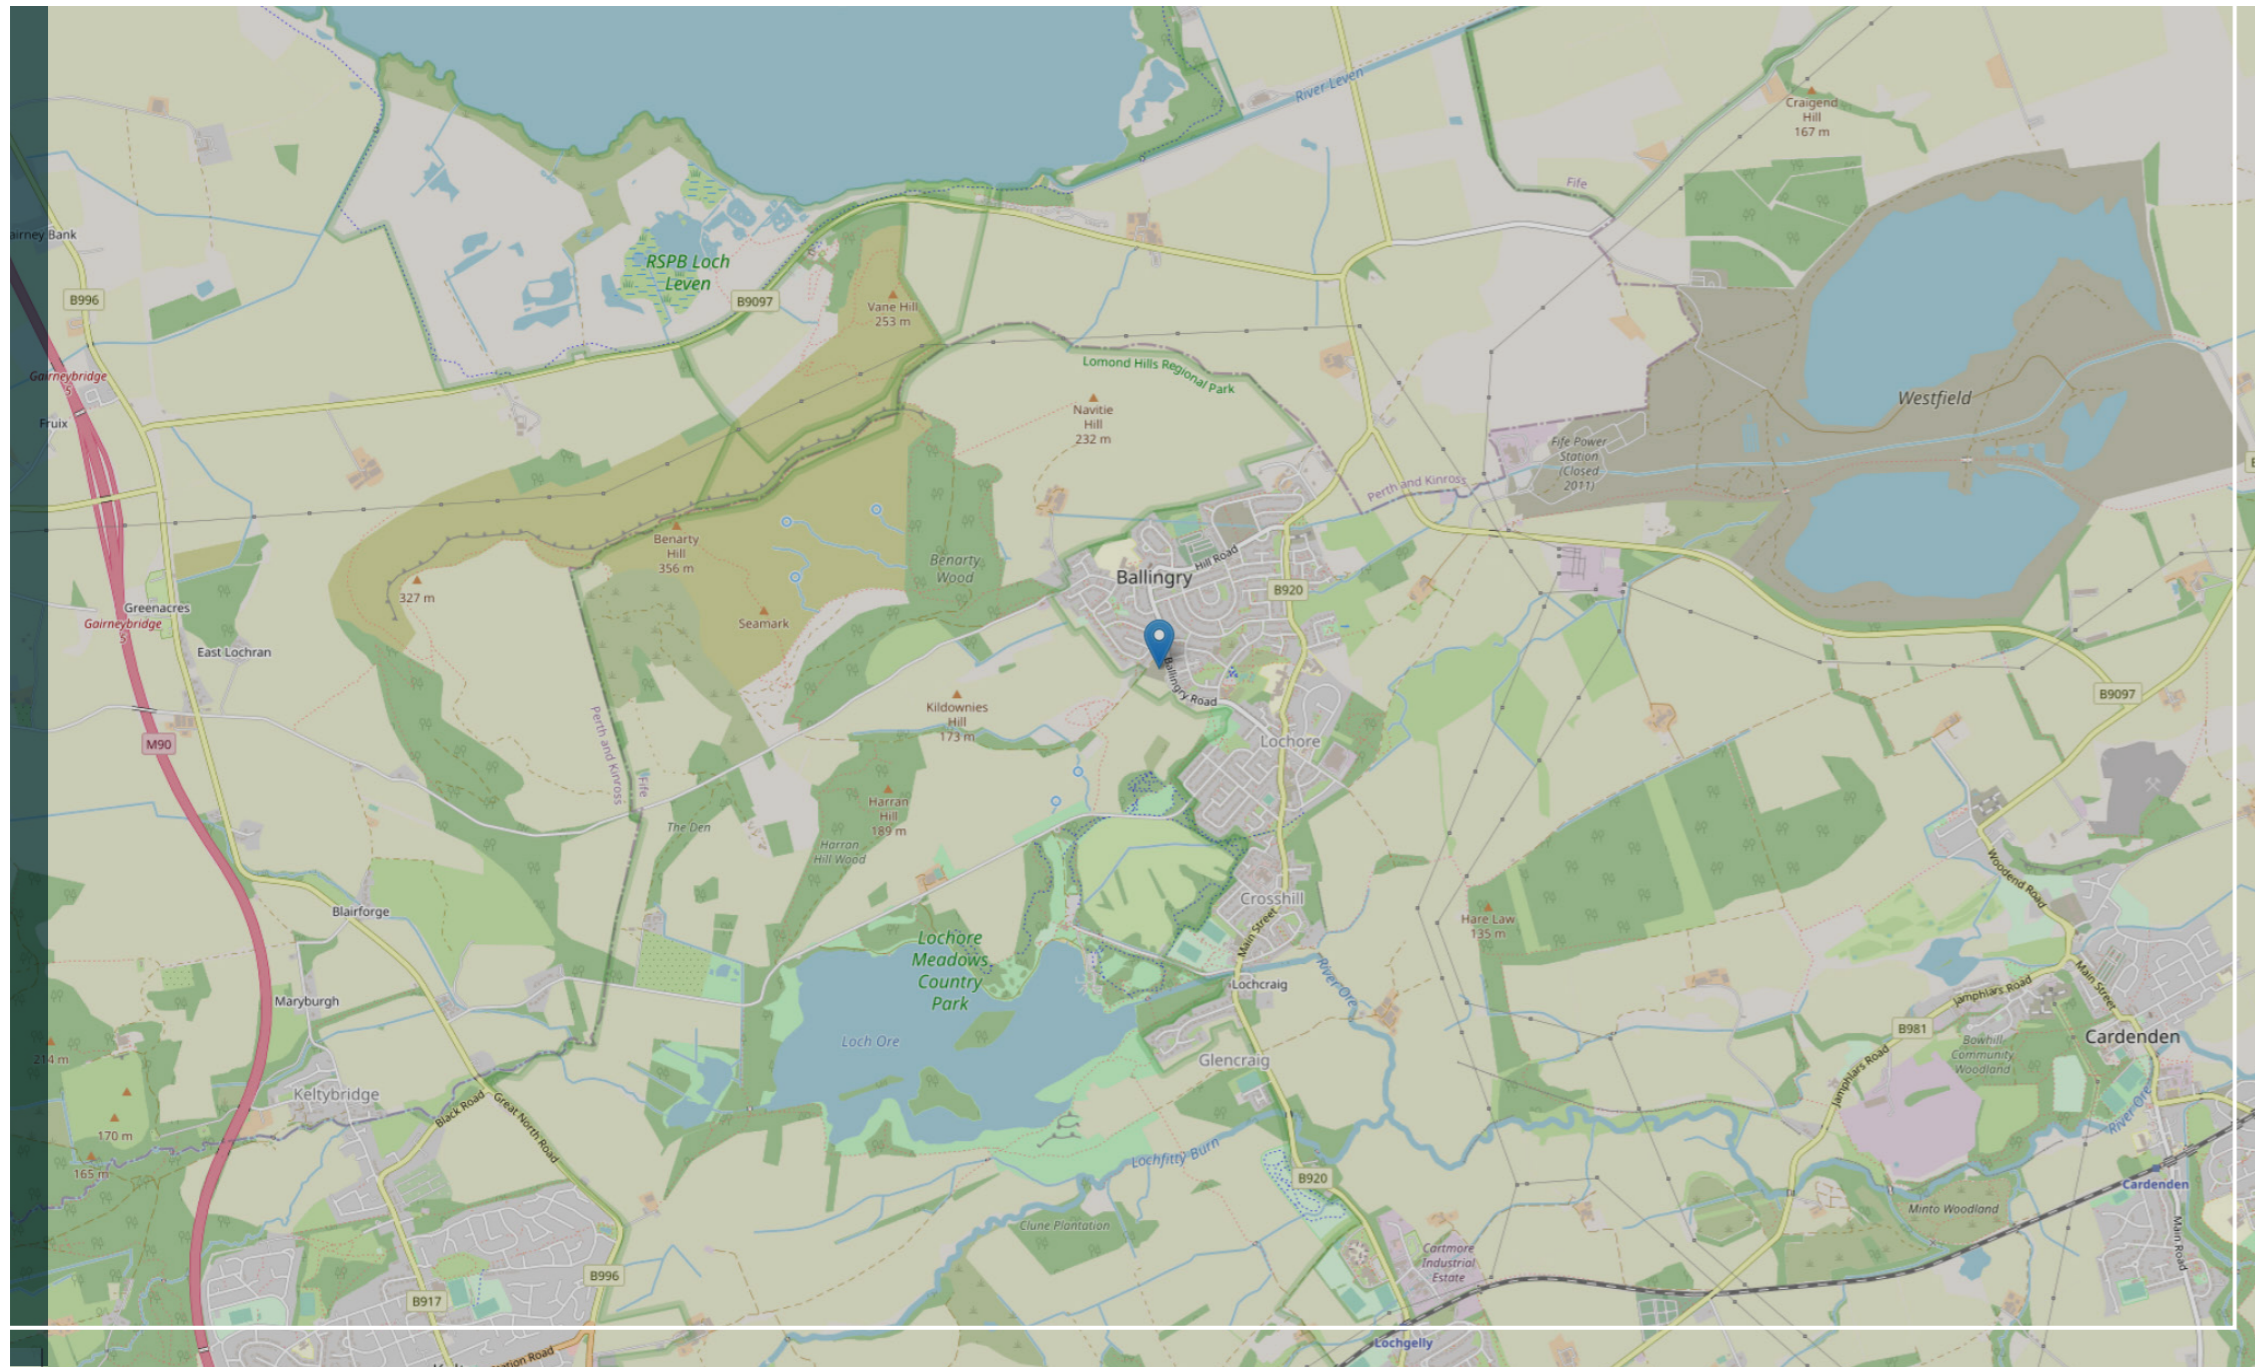 River Leven
Craigend
Hill
167 m
Fife
airney Bank
RSPB Loch
Leven
B996
B9097
Vane Hill
253 m
Lomond Hills Regional Park
Gairneybridge
5
Fruix
Navitie
Hill
232 m
Westfield
Fife Power
Station
(Closed
2011)
Perth and Kinross
Benarty
Hill
356 m
Benarty
Wood
Hill Road
Ballingry
B920
327 m
Greenacres
Gairneybridge
5
Seamark
East Lochran
Ballingry Road
B9097
Kildownies
Hill
173 m
Perth and Kinross
Fife
M90
Lochore
Harran
Hill
189 m
The Den
Harran
Hill Wood
Woodend Road
Blairforge
Crosshill
Main Street
Hare Law
135 m
Lochore
Meadows
Country
Park
River Ore
Lochcraig
Maryburgh
Jamphlars Road
Main Street
B981
Cardenden
Loch Ore
Glencraig
Bowhill
Community
Woodland
214 m
Jamphlars Road
Keltybridge
Black Road
Great North Road
River Ore
170 m
165 m
Lochfitty Burn
B920
Cardenden
Minto Woodland
Main Road
Clune Plantation
Cartmore
Industrial
Estate
B996
B917
Lochgelly
ration Road